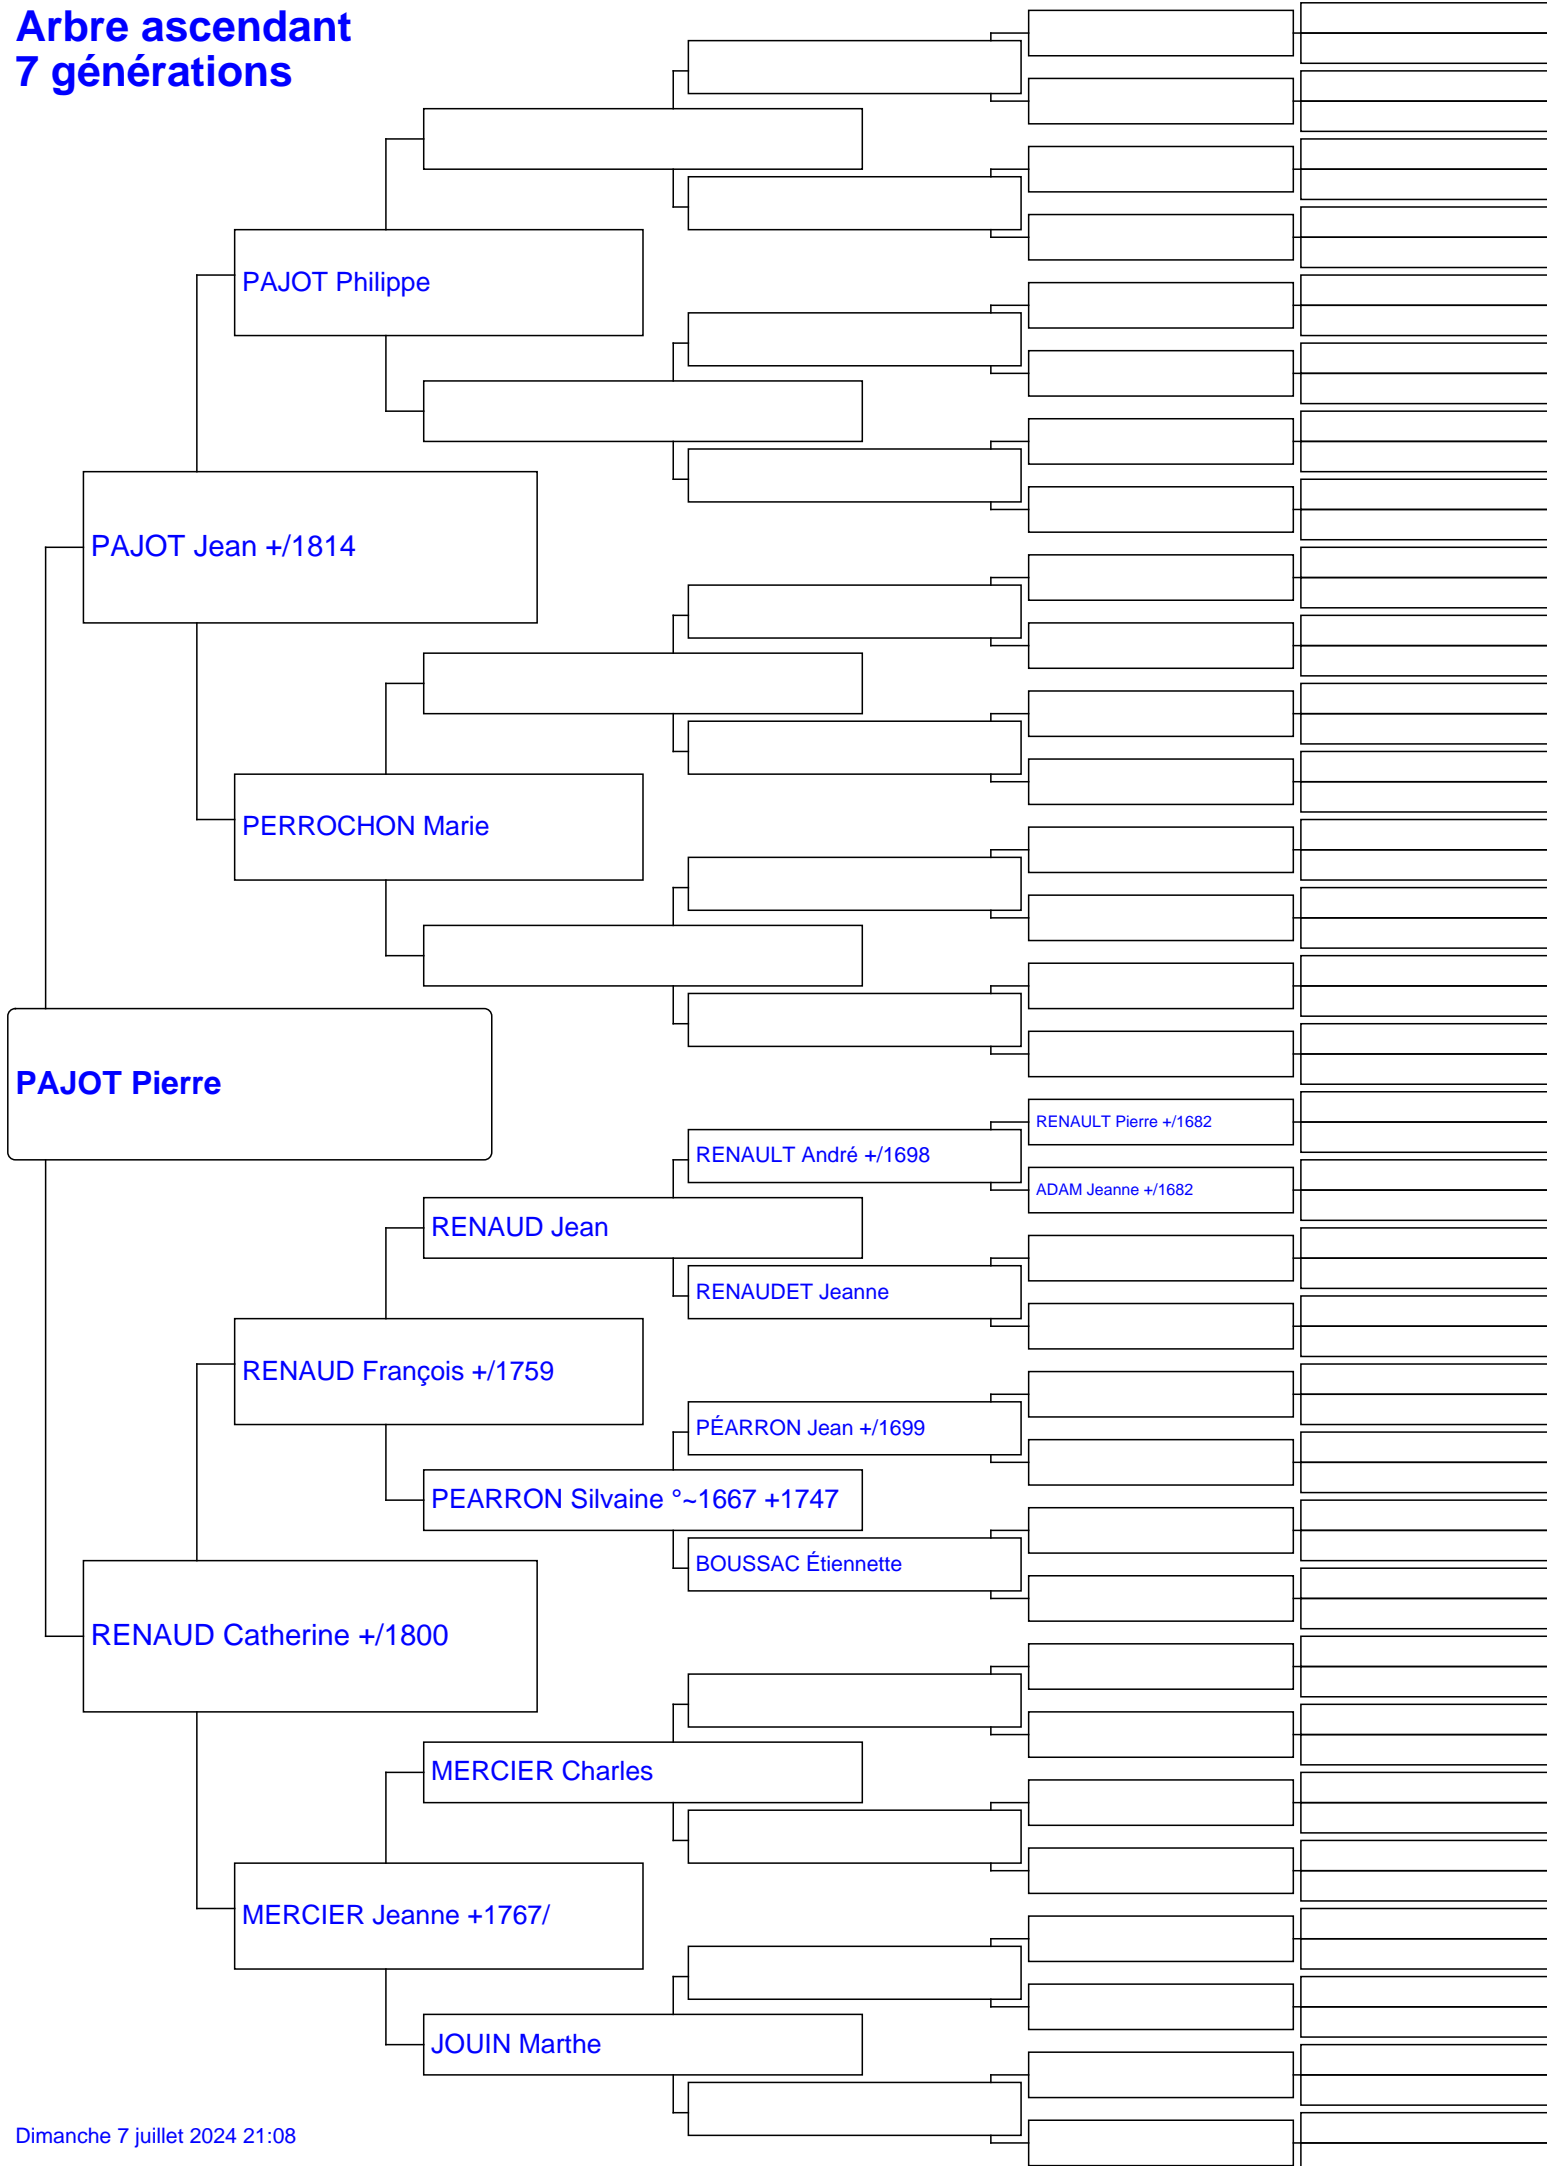 Arbre ascendant
7 générations
PAJOT Philippe
PAJOT Jean +/1814
PERROCHON Marie
PAJOT Pierre
RENAULT Pierre +/1682
RENAULT André +/1698
ADAM Jeanne +/1682
RENAUD Jean
RENAUDET Jeanne
RENAUD François +/1759
PÉARRON Jean +/1699
PEARRON Silvaine °~1667 +1747
BOUSSAC Étiennette
RENAUD Catherine +/1800
MERCIER Charles
MERCIER Jeanne +1767/
JOUIN Marthe
Dimanche 7 juillet 2024 21:08